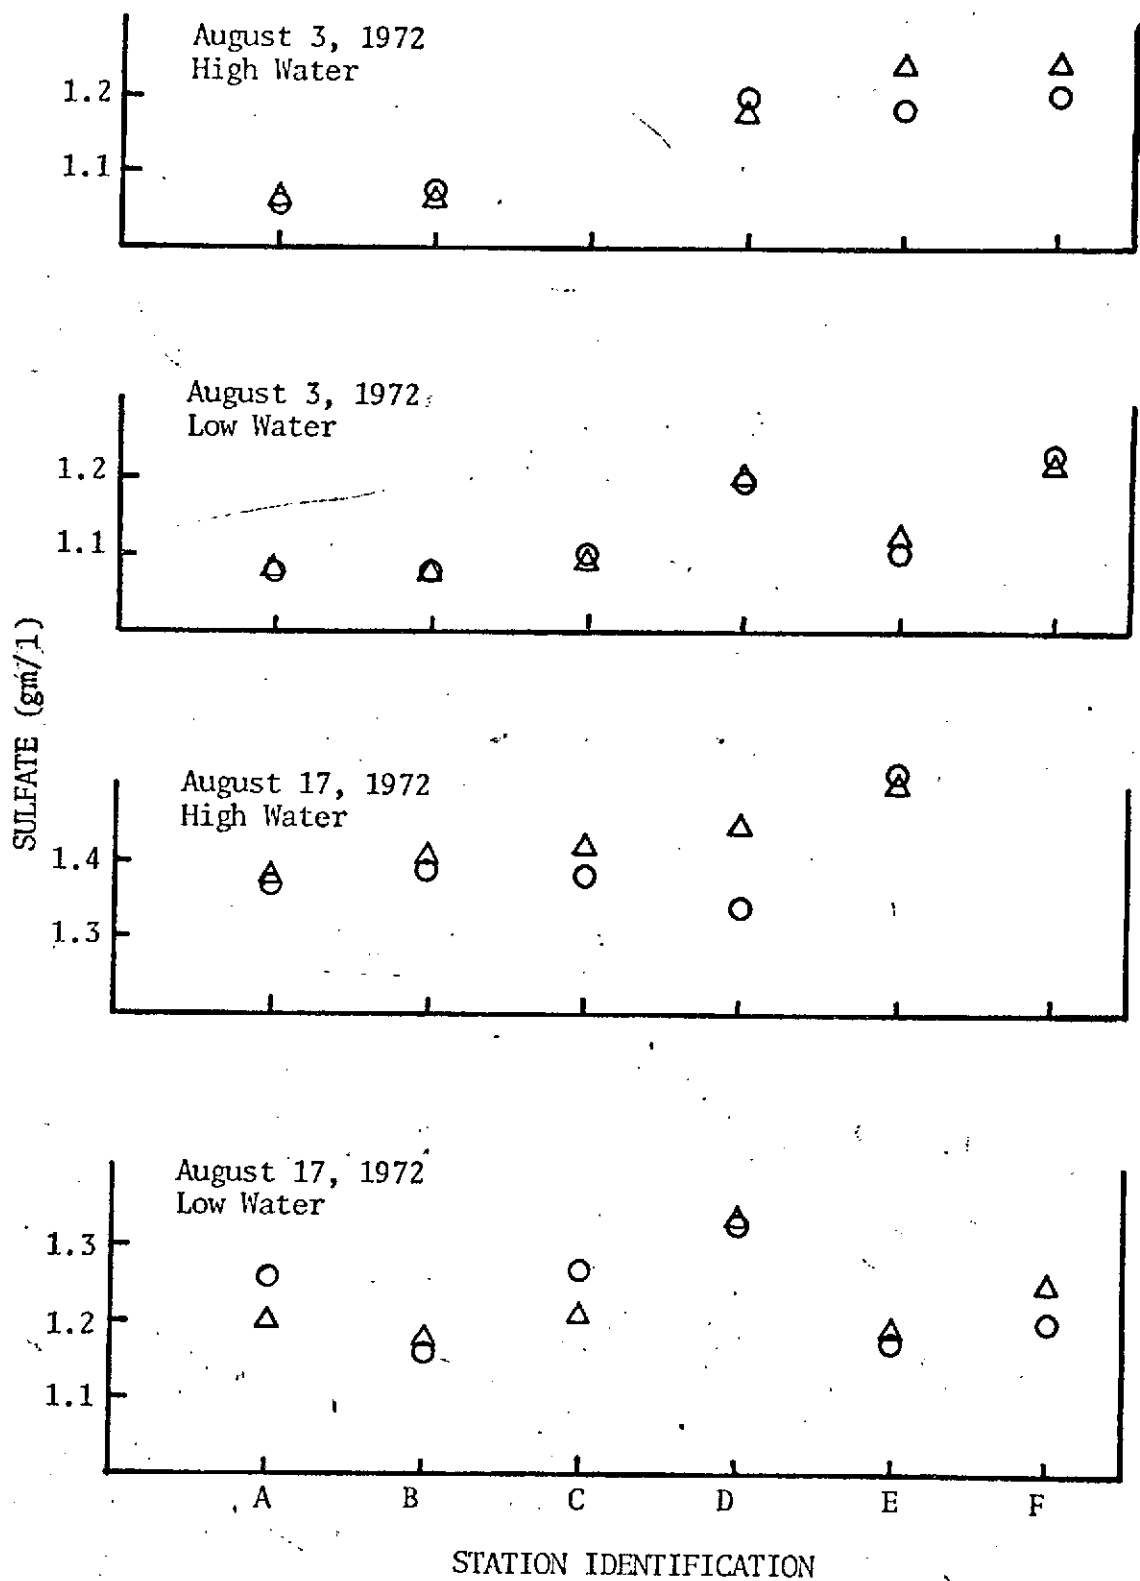 August 3, 1972
High Water
1.2
1.1
August 3, 1972
Low Water
1.2
1.1
SULFATE (gm/l)
August 17, 1972
High Water
1.4
1.3
August 17, 1972
Low Water
1.3
1.2
1.1
A B C D E F
STATION IDENTIFICATION